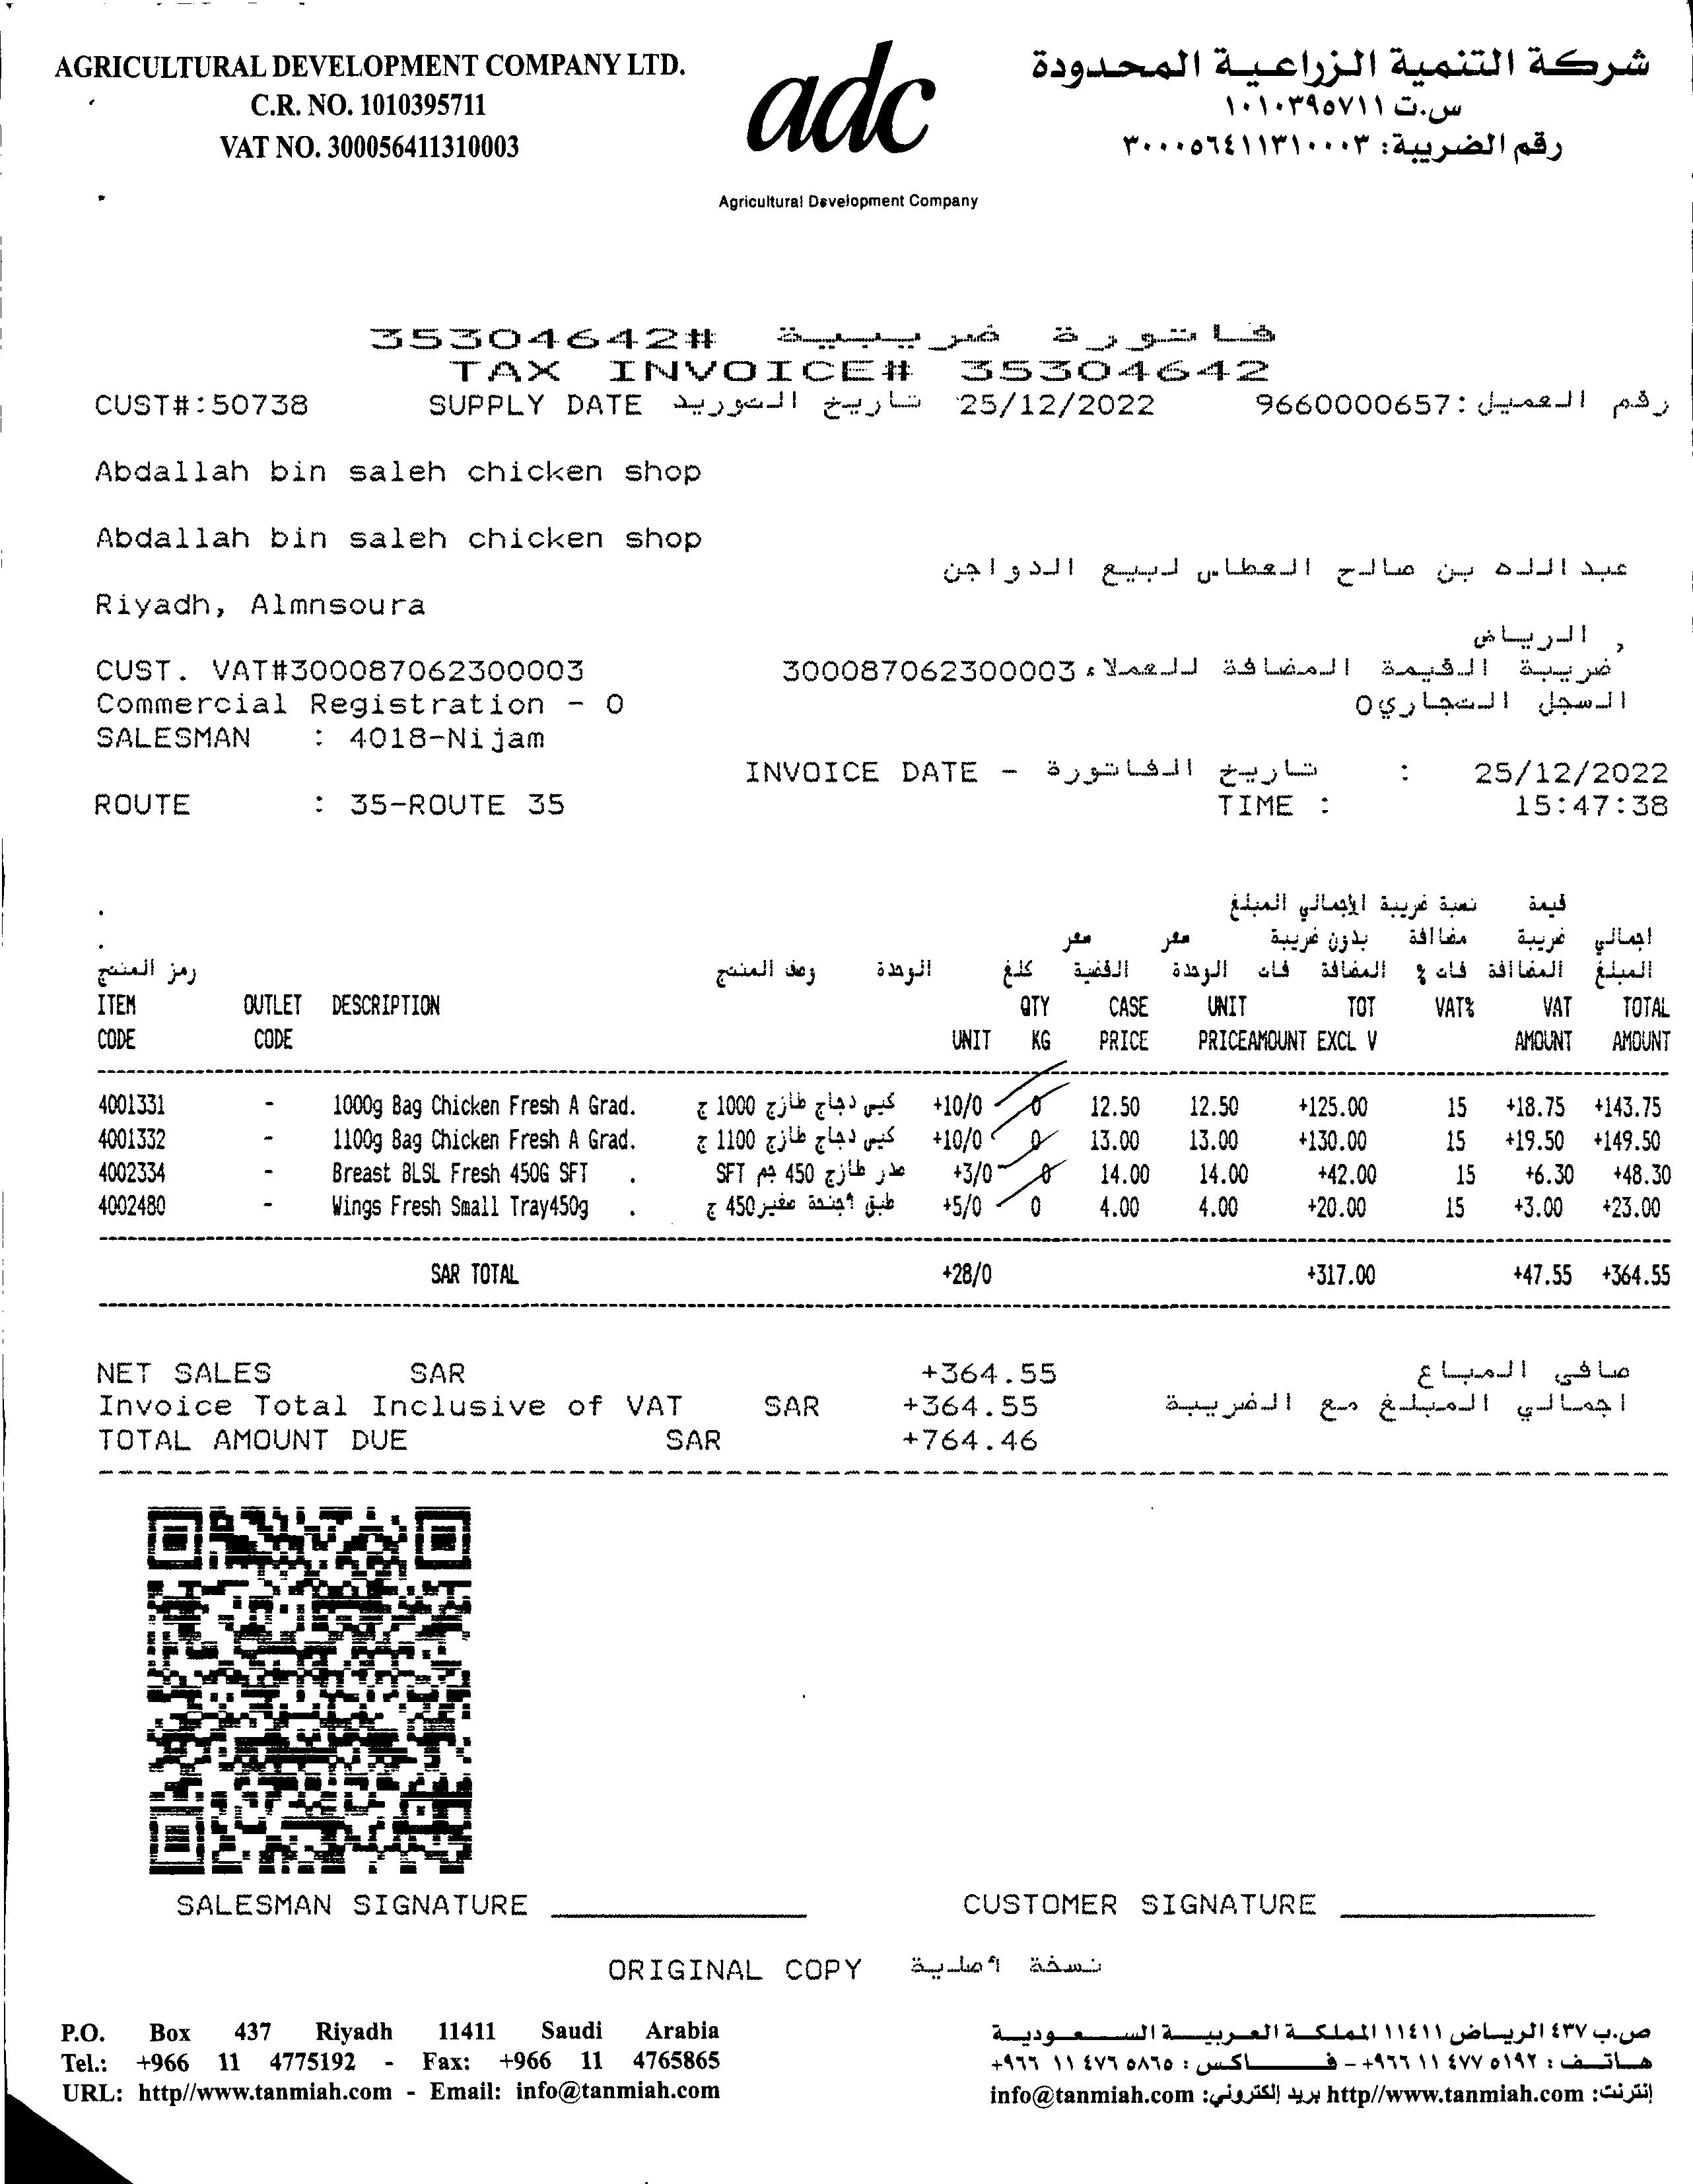 AGRICULTURAL DEVELOPMENT COMPANY LTD.
C.R. NO. 1010395711
VAT NO. 300056411310003
adc
Agricultural Development Company
شركة التنمية الزراعية المحدودة
س.ت ١٠١٠٣٩٥٧١١
رقم الضريبة: ٣٠٠٠٥٦٤١١٣١٠٠٠٣
فاتورة ضريبية #35304642
TAX INVOICE# 35304642
CUST#:50738 SUPPLY DATE تاريخ التوريد 25/12/2022 رقم العميل:9660000657
Abdallah bin saleh chicken shop
Abdallah bin saleh chicken shop
عبدالله بن صالح العطاس لبيع الدواجن
Riyadh, Almnsoura
, الرياض
CUST. VAT#300087062300003 ضريبة القيمة المضافة للعملاء 300087062300003
Commercial Registration - 0 السجل التجاري0
SALESMAN : 4018-Nijam
INVOICE DATE - تاريخ الفاتورة : 25/12/2022
ROUTE : 35-ROUTE 35 TIME : 15:47:38
نسبة ضريبة الإجمالي المبلغ قيمة
سعر سعر بدون ضريبة مضاافة ضريبة اجمالي
رمز المنتج وصف المنتج الوحدة كلغ القضية الوحدة فات المضافة فات % المضاافة المبلغ
ITEM OUTLET DESCRIPTION QTY CASE UNIT TOT VAT% VAT TOTAL
CODE CODE UNIT KG PRICE PRICEAMOUNT EXCL V AMOUNT AMOUNT
4001331 - 1000g Bag Chicken Fresh A Grad. كيس دجاج طازج 1000 ج +10/0 0 12.50 12.50 +125.00 15 +18.75 +143.75
4001332 - 1100g Bag Chicken Fresh A Grad. كيس دجاج طازج 1100 ج +10/0 0 13.00 13.00 +130.00 15 +19.50 +149.50
4002334 - Breast BLSL Fresh 450G SFT . صدر طازج 450 جم SFT +3/0 0 14.00 14.00 +42.00 15 +6.30 +48.30
4002480 - Wings Fresh Small Tray450g . طبق أجنحة صغير450 ج +5/0 0 4.00 4.00 +20.00 15 +3.00 +23.00
SAR TOTAL +28/0 +317.00 +47.55 +364.55
NET SALES SAR +364.55 صافى المباع
Invoice Total Inclusive of VAT SAR +364.55 اجمالي المبلغ مع الضريبة
TOTAL AMOUNT DUE SAR +764.46
SALESMAN SIGNATURE CUSTOMER SIGNATURE
ORIGINAL COPY نسخة أصلية
P.O. Box 437 Riyadh 11411 Saudi Arabia
Tel.: +966 11 4775192 - Fax: +966 11 4765865
URL: http//www.tanmiah.com - Email: info@tanmiah.com
ص.ب ٤٣٧ الرياض ١١٤١١ المملكة العربية السعودية
هاتف : ٥١٩٢ ٤٧٧ ١١ ٩٦٦+ – فاكس : ٥٨٦٥ ٤٧٦ ١١ ٩٦٦+
إنترنت: http//www.tanmiah.com بريد إلكتروني: info@tanmiah.com